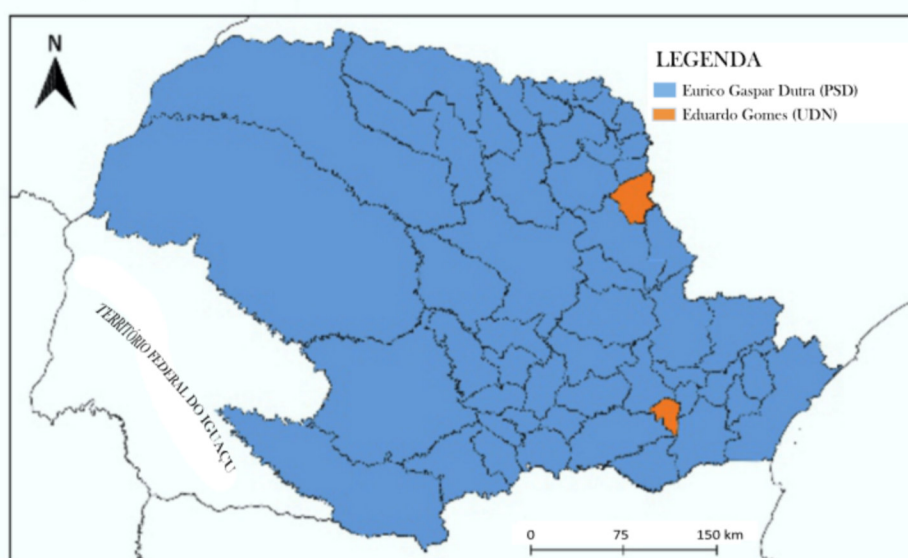 N
LEGENDA
Eurico Gaspar Dutra (PSD)
Eduardo Gomes (UDN)
TERRITÓRIO FEDERAL DO IGUAÇU
0 75 150 km